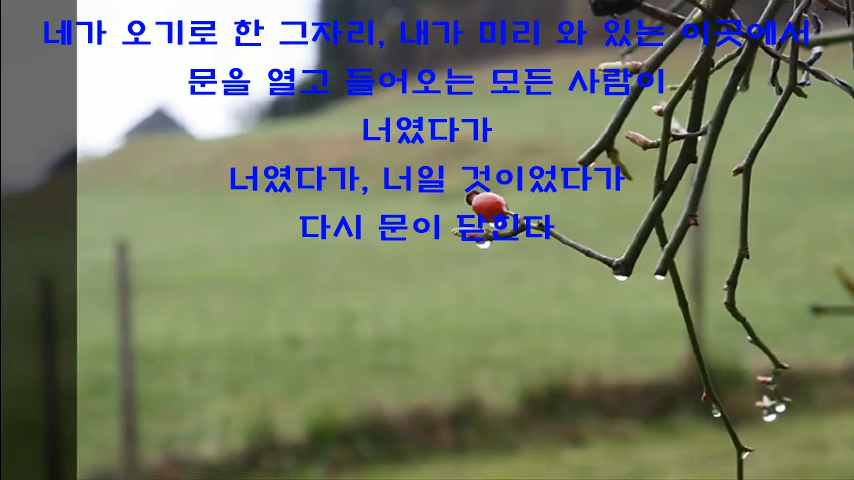 네가 오기로 한 그자리, 내가 미리 와 있는 이곳에서
문을 열고 들어오는 모든 사람이
너였다가
너였다가, 너일 것이었다가
다시 문이 닫힌다